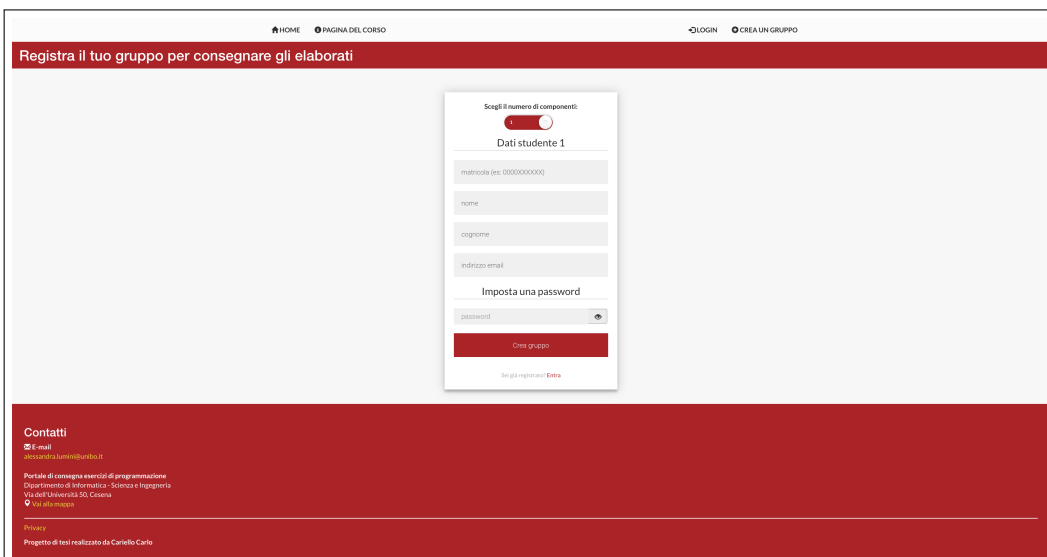 HOME PAGINA DEL CORSO LOGIN CREA UN GRUPPO
Registra il tuo gruppo per consegnare gli elaborati
Scegli il numero di componenti:
1
Dati studente 1
matricola (es: 0000XXXXXX)
nome
cognome
indirizzo email
Imposta una password
password
Crea gruppo
Sei già registrato? Entra
Contatti
E-mail
alessandra.lumini@unibo.it
Portale di consegna esercizi di programmazione
Dipartimento di Informatica - Scienza e Ingegneria
Via dell'Università 50, Cesena
Vai alla mappa
Privacy
Progetto di tesi realizzato da Cariello Carlo